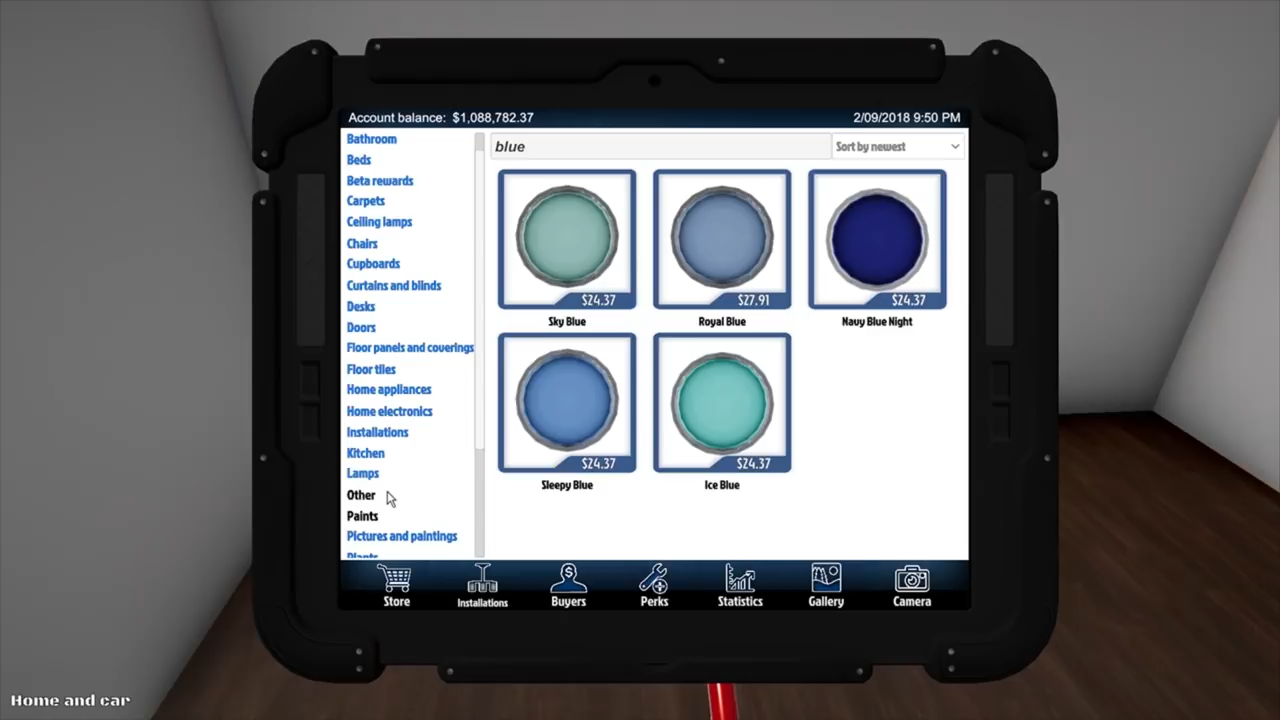 Account balance: $1,088,782.37
2/09/2018 9:50 PM
Bathroom
Beds
Beta rewards
Carpets
Ceiling lamps
Chairs
Cupboards
Curtains and blinds
Desks
Doors
Floor panels and coverings
Floor tiles
Home appliances
Home electronics
Installations
Kitchen
Lamps
Other
Paints
Pictures and paintings
Plants
blue
Sort by newest
$24.37
$27.91
$24.37
Sky Blue
Royal Blue
Navy Blue Night
$24.37
$24.37
Sleepy Blue
Ice Blue
Store
Installations
Buyers
Perks
Statistics
Gallery
Camera
Home and car